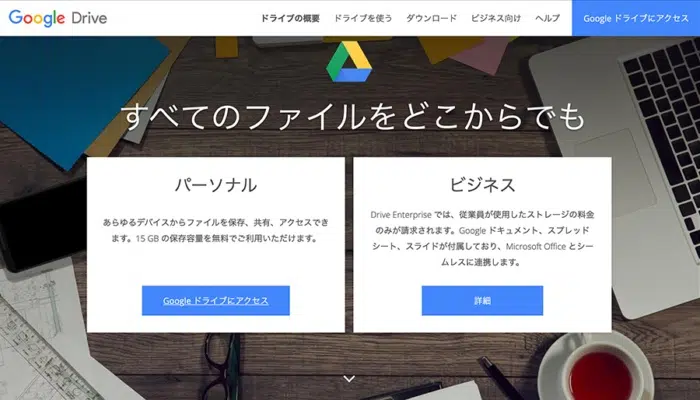 Google Drive
ドライブの概要 ドライブを使う ダウンロード ビジネス向け ヘルプ Google ドライブにアクセス
すべてのファイルをどこからでも
パーソナル
あらゆるデバイスからファイルを保存、共有、アクセスでき
ます。15 GB の保存容量を無料でご利用いただけます。
Google ドライブにアクセス
ビジネス
Drive Enterprise では、従業員が使用したストレージの料金
のみが請求されます。Google ドキュメント、スプレッド
シート、スライドが付属しており、Microsoft Office とシー
ムレスに連携します。
詳細